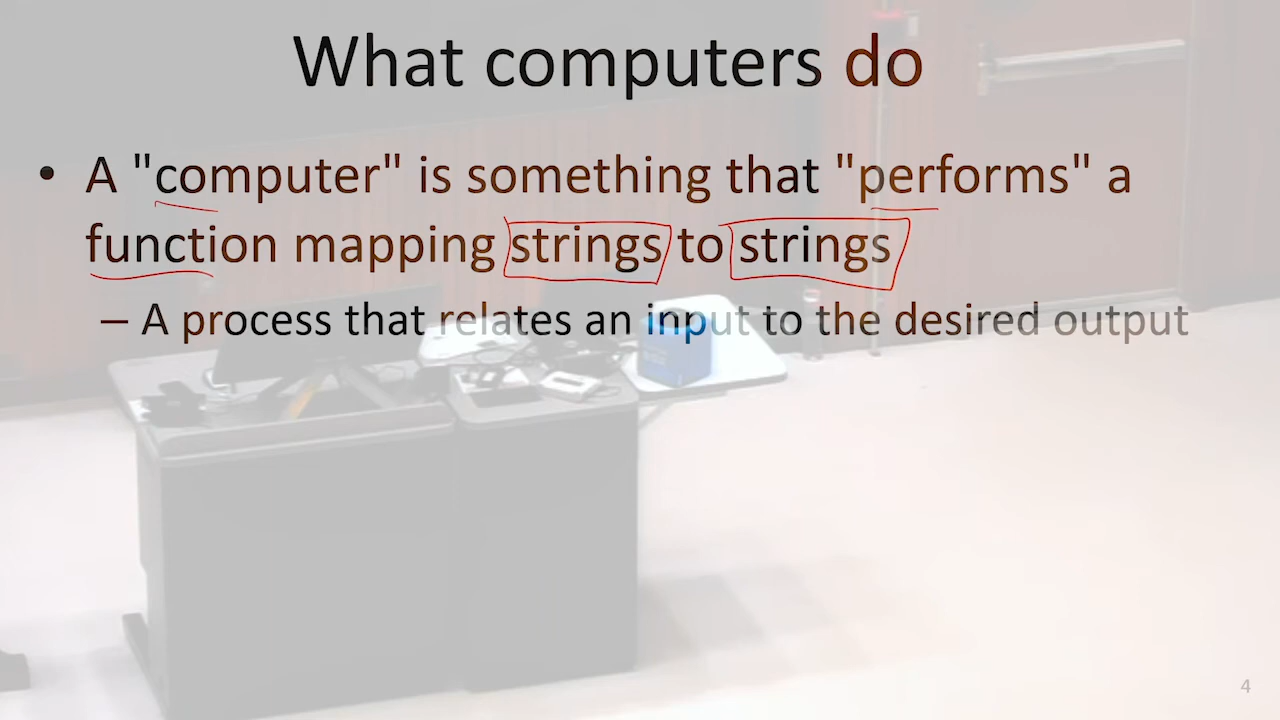 What computers do
• A "computer" is something that "performs" a
function mapping strings to strings
– A process that relates an input to the desired output
4